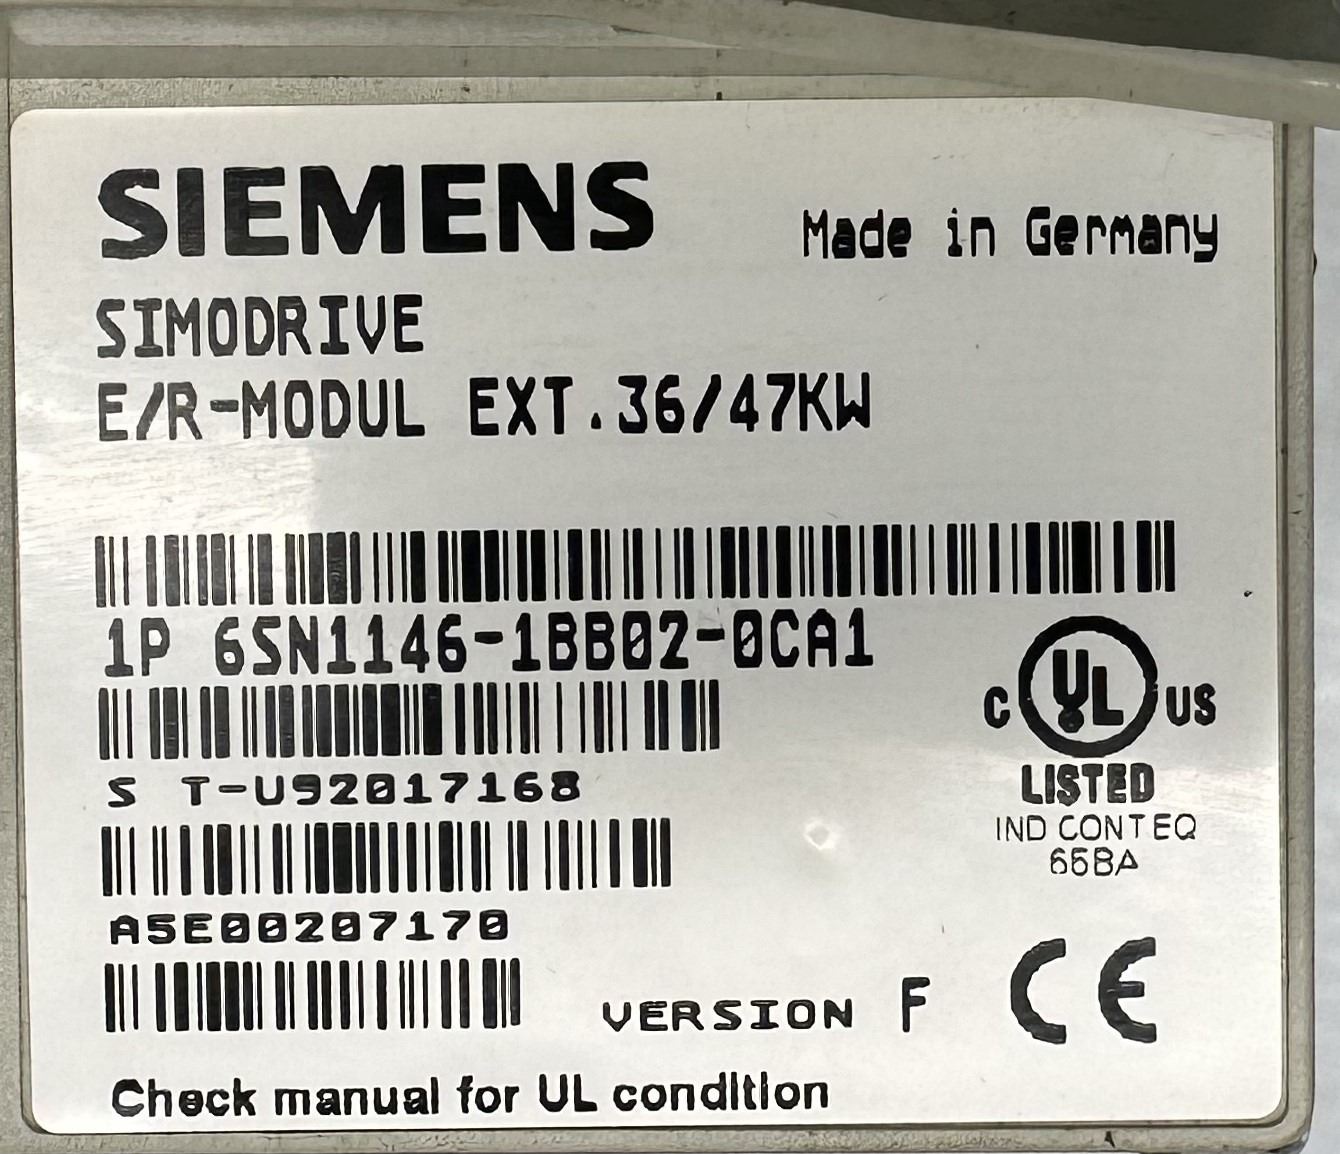 SIEMENS
Made in Germany
SIMODRIVE
E/R-MODUL EXT.36/47KW
1P 6SN1146-1BB02-0CA1
C UL US
LISTED
IND CONT EQ
66BA
S T-U92017168
A5E00207170
VERSION F
CE
Check manual for UL condition